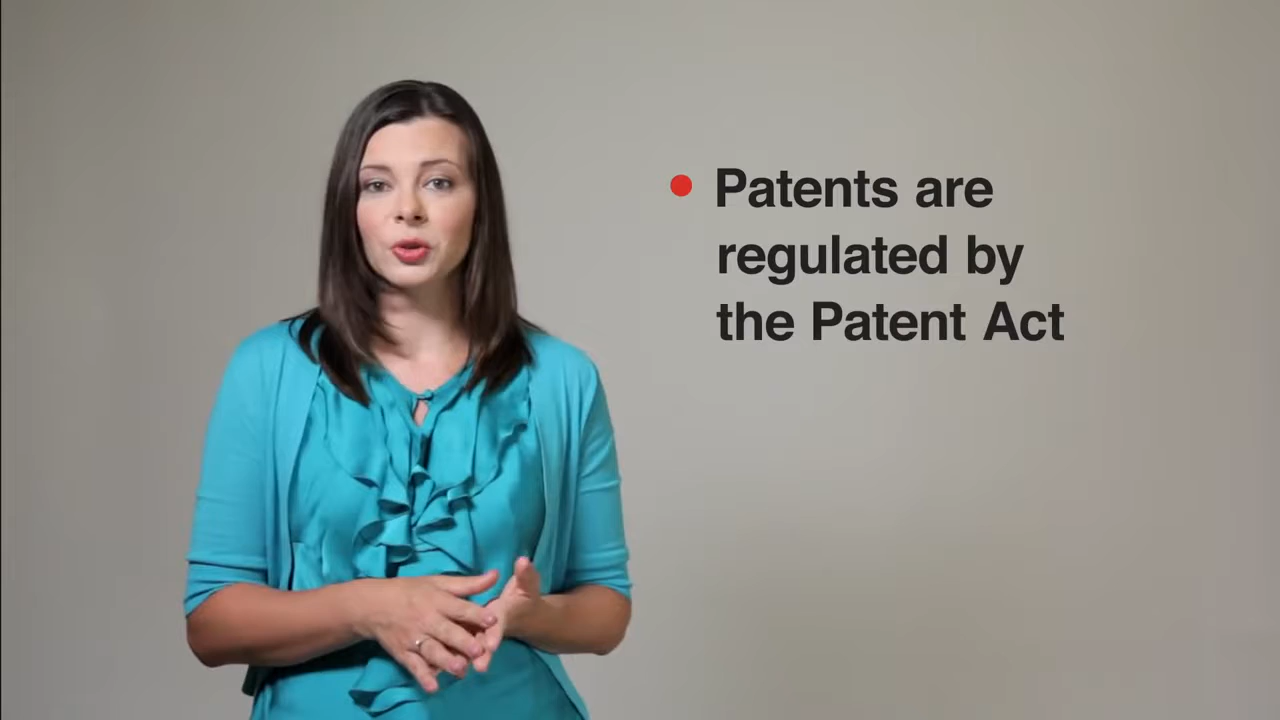 • Patents are
regulated by
the Patent Act